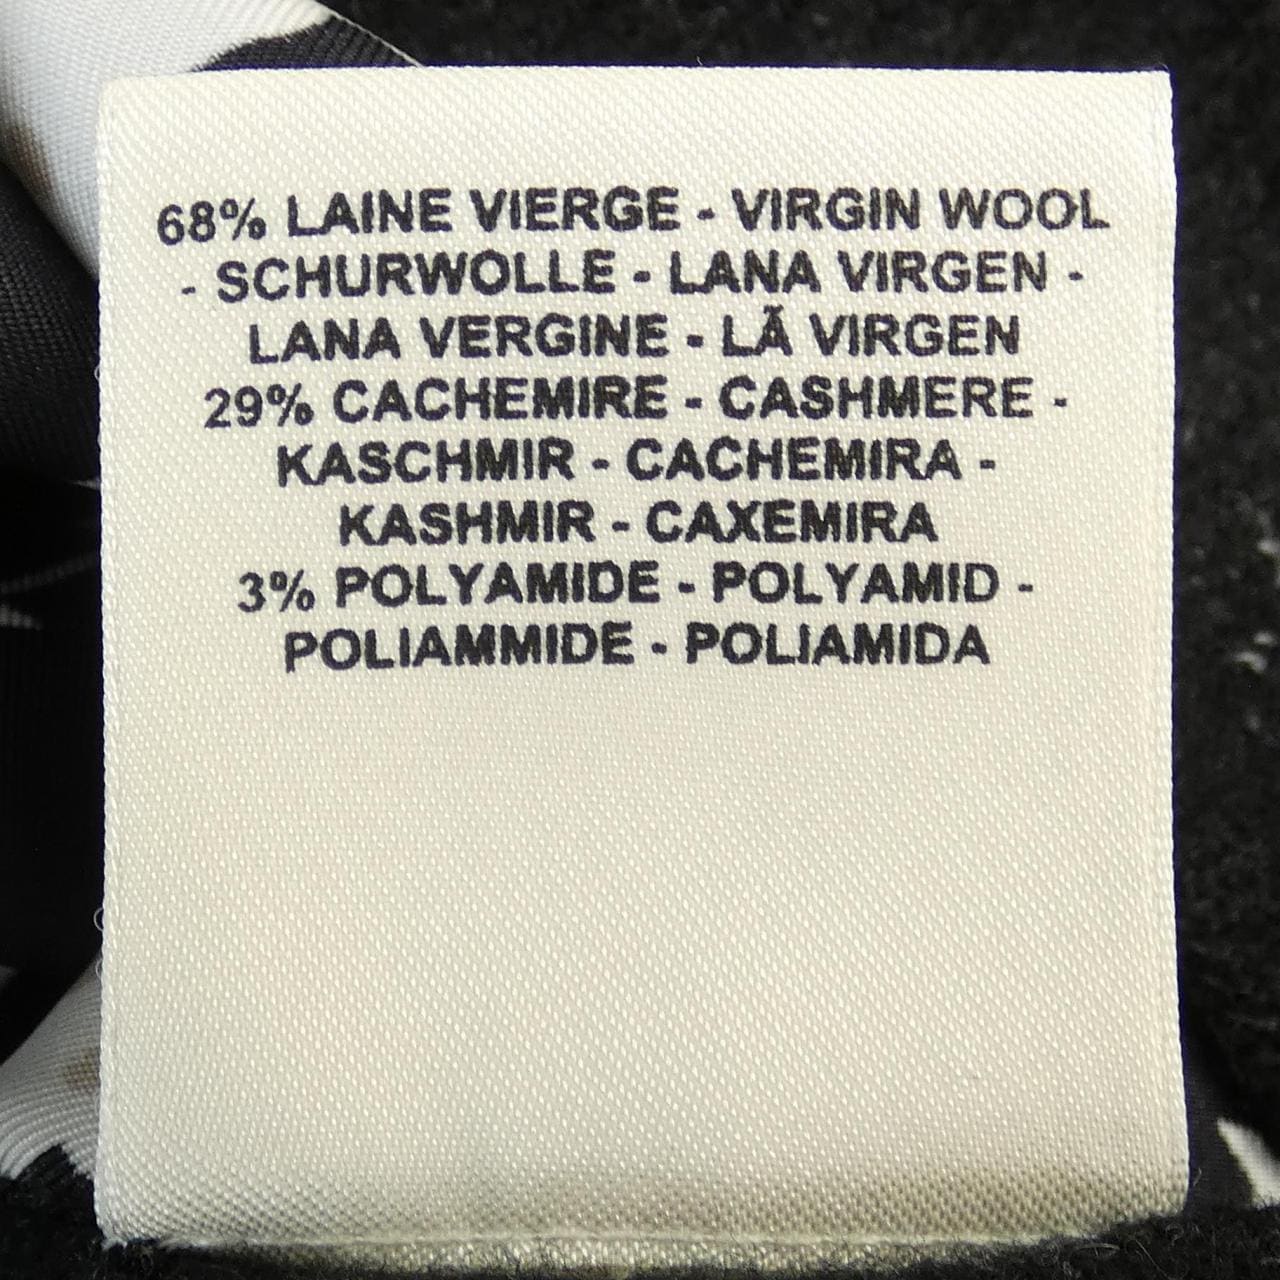 68% LAINE VIERGE - VIRGIN WOOL
- SCHURWOLLE - LANA VIRGEN -
LANA VERGINE - LÃ VIRGEN
29% CACHEMIRE - CASHMERE -
KASCHMIR - CACHEMIRA -
KASHMIR - CAXEMIRA
3% POLYAMIDE - POLYAMID -
POLIAMMIDE - POLIAMIDA